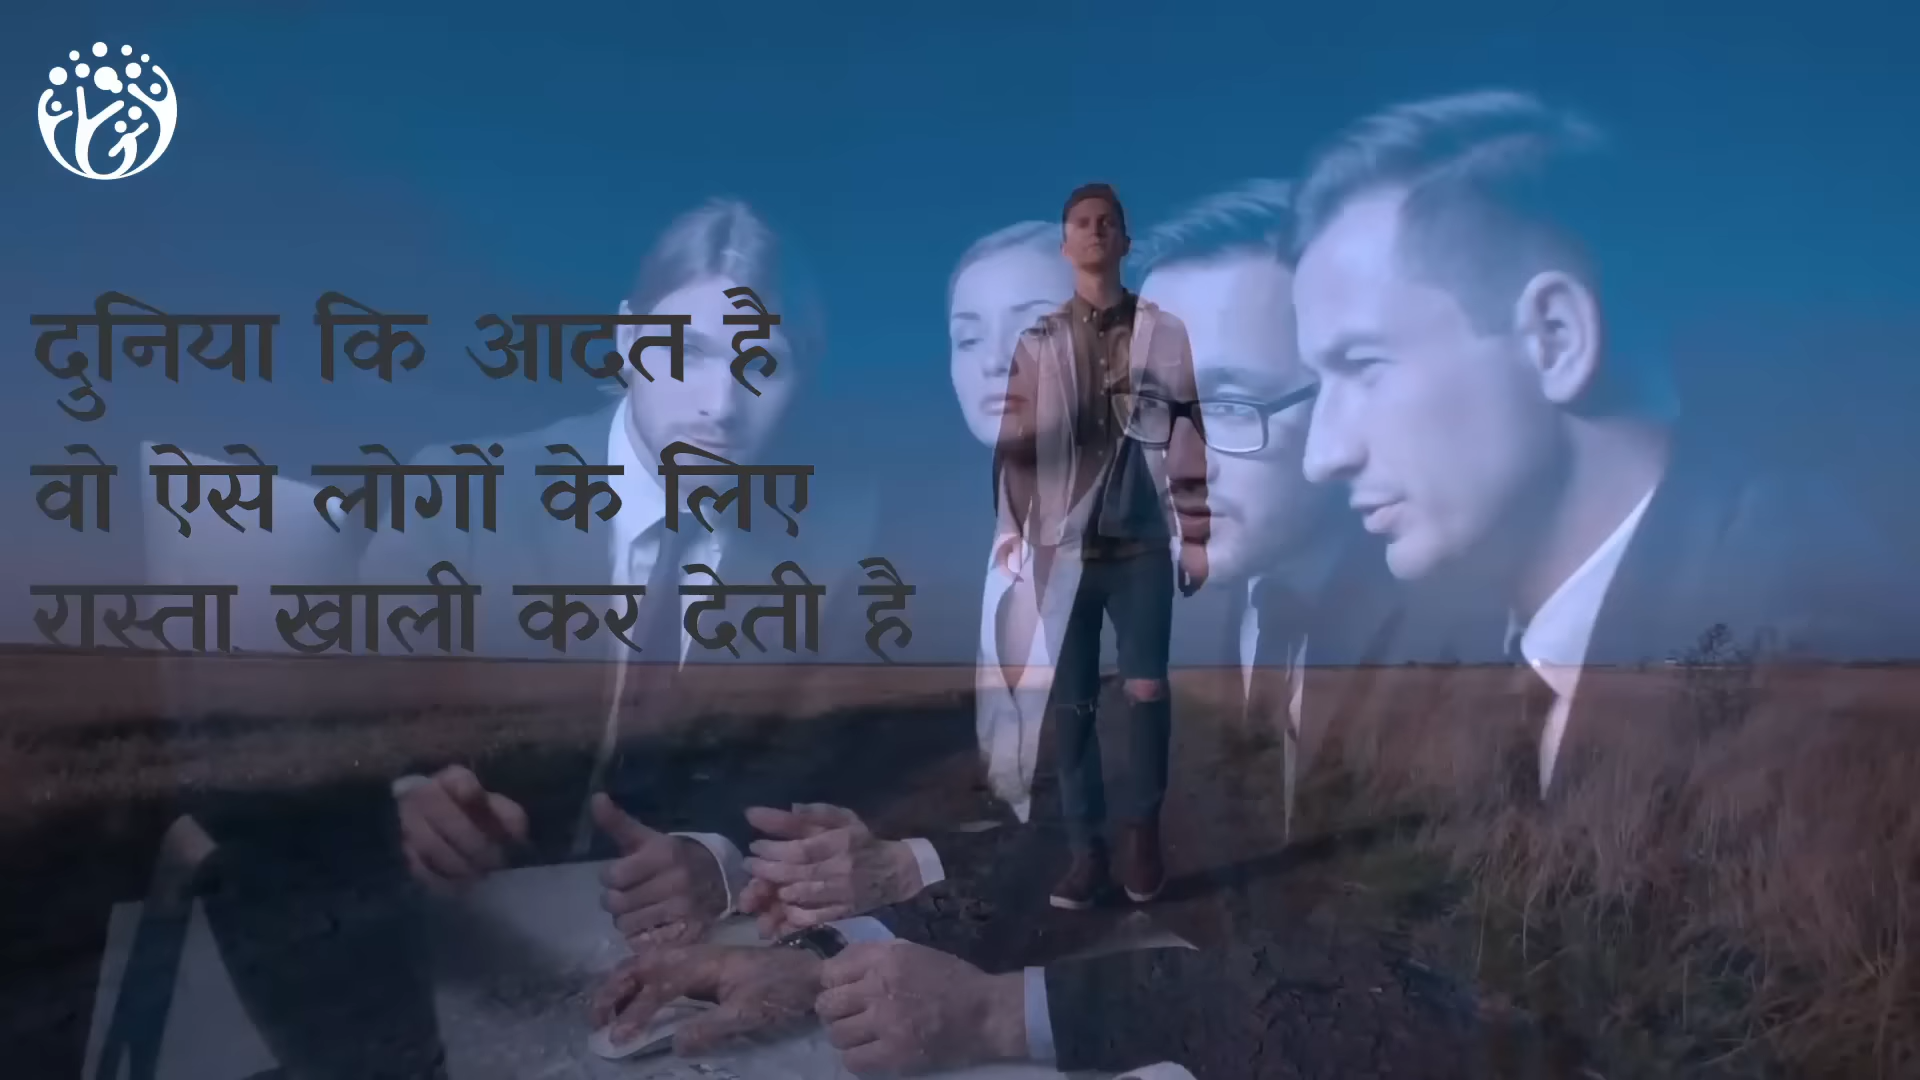 दुनिया कि आदत है
वो ऐसे लोगों के लिए
रास्ता खाली कर देती है